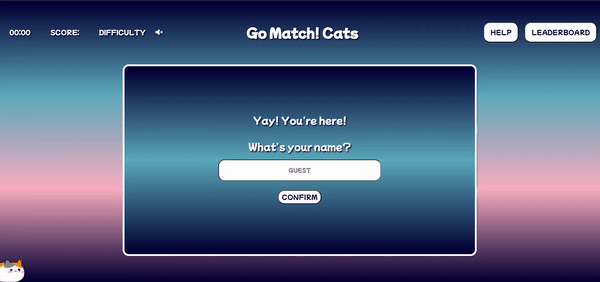 00:00 SCORE: DIFFICULTY Go Match! Cats HELP LEADERBOARD
Yay! You're here!
What's your name?
GUEST
CONFIRM